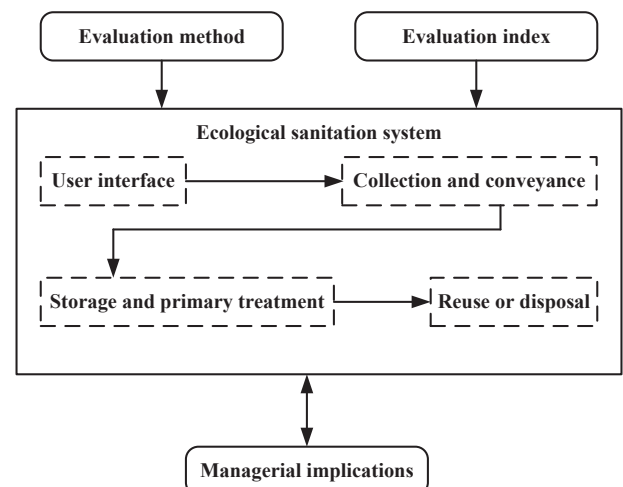 Evaluation method
Evaluation index
Ecological sanitation system
User interface
Collection and conveyance
Storage and primary treatment
Reuse or disposal
Managerial implications